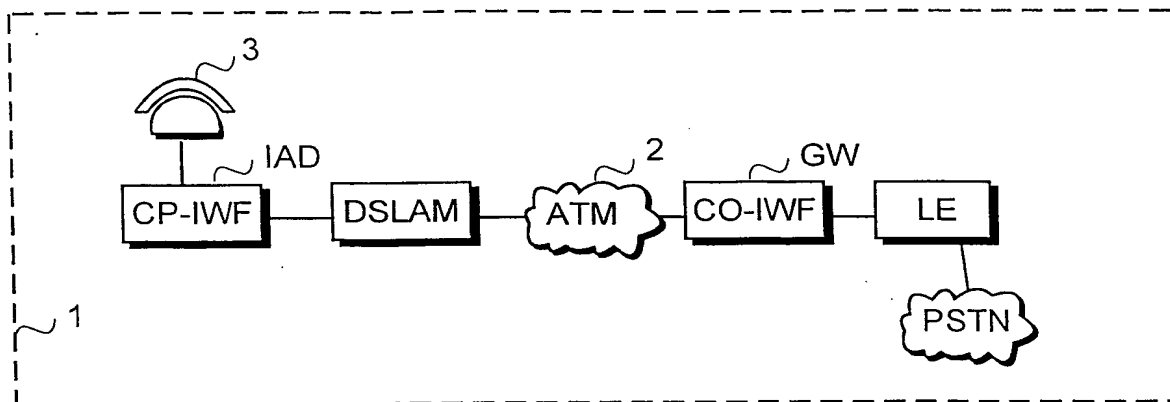 3
IAD
2
GW
CP-IWF
DSLAM
ATM
CO-IWF
LE
1
PSTN